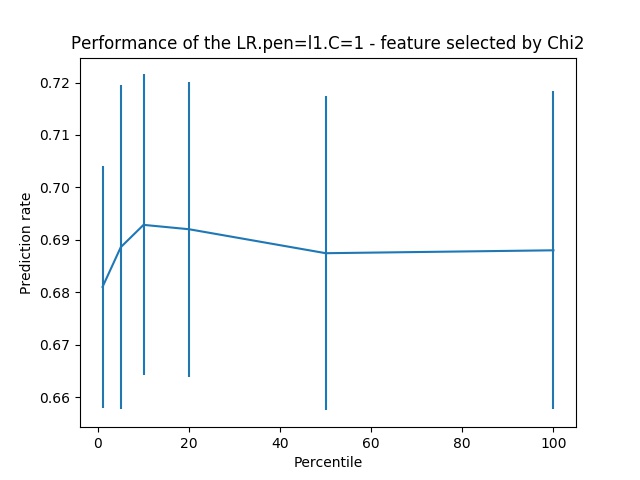 Performance of the LR.pen=l1.C=1 - feature selected by Chi2
0.72
0.71
0.70
0.69
0.68
0.67
0.66
Prediction rate
0 20 40 60 80 100
Percentile